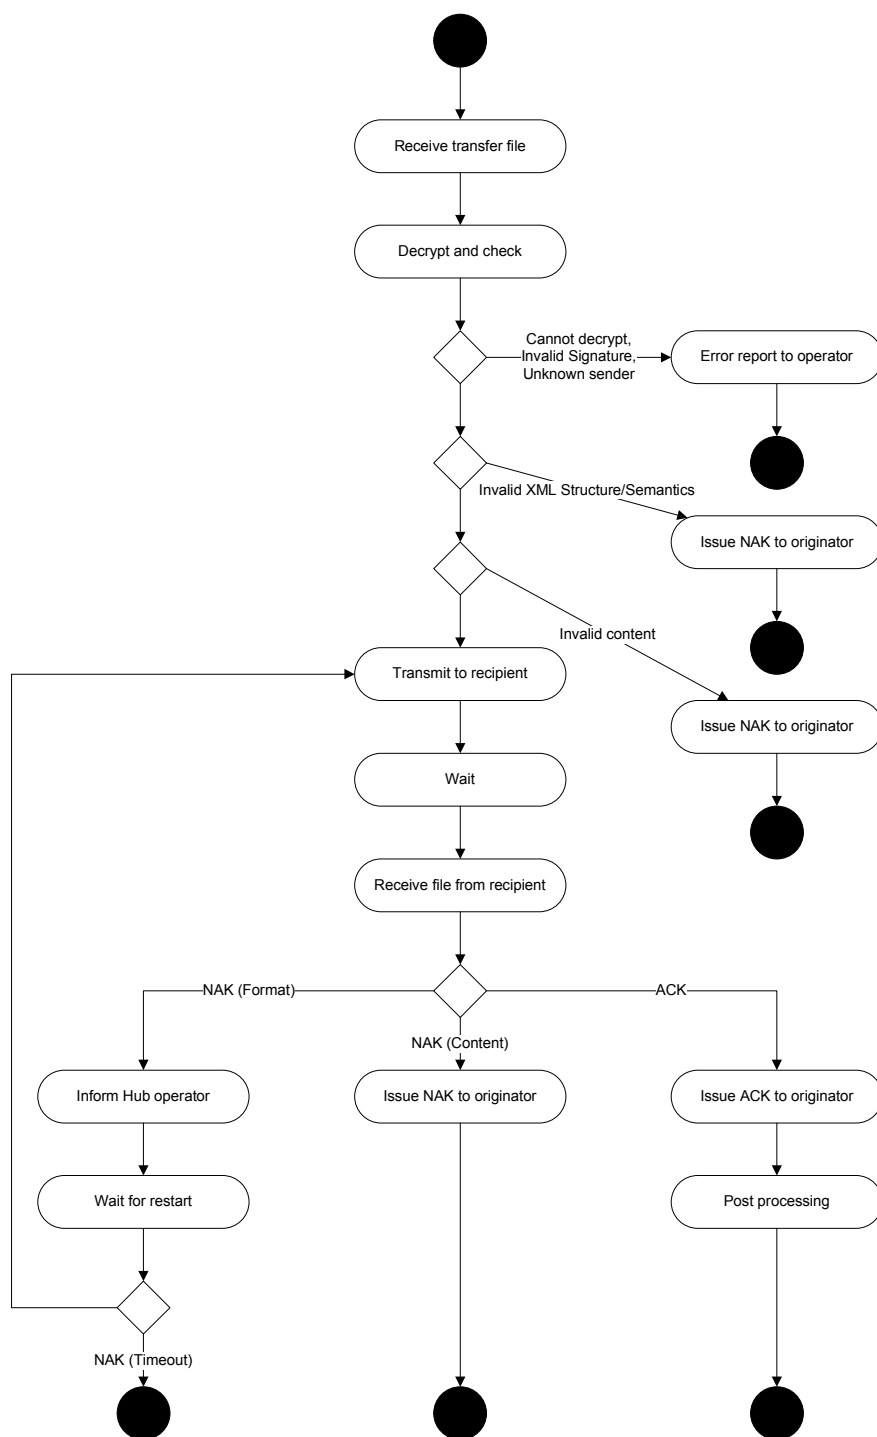 Receive transfer file
Decrypt and check
Cannot decrypt,
Invalid Signature,
Unknown sender
Error report to operator
Invalid XML Structure/Semantics
Issue NAK to originator
Invalid content
Transmit to recipient
Issue NAK to originator
Wait
Receive file from recipient
NAK (Format)
ACK
NAK (Content)
Inform Hub operator
Issue NAK to originator
Issue ACK to originator
Wait for restart
Post processing
NAK (Timeout)